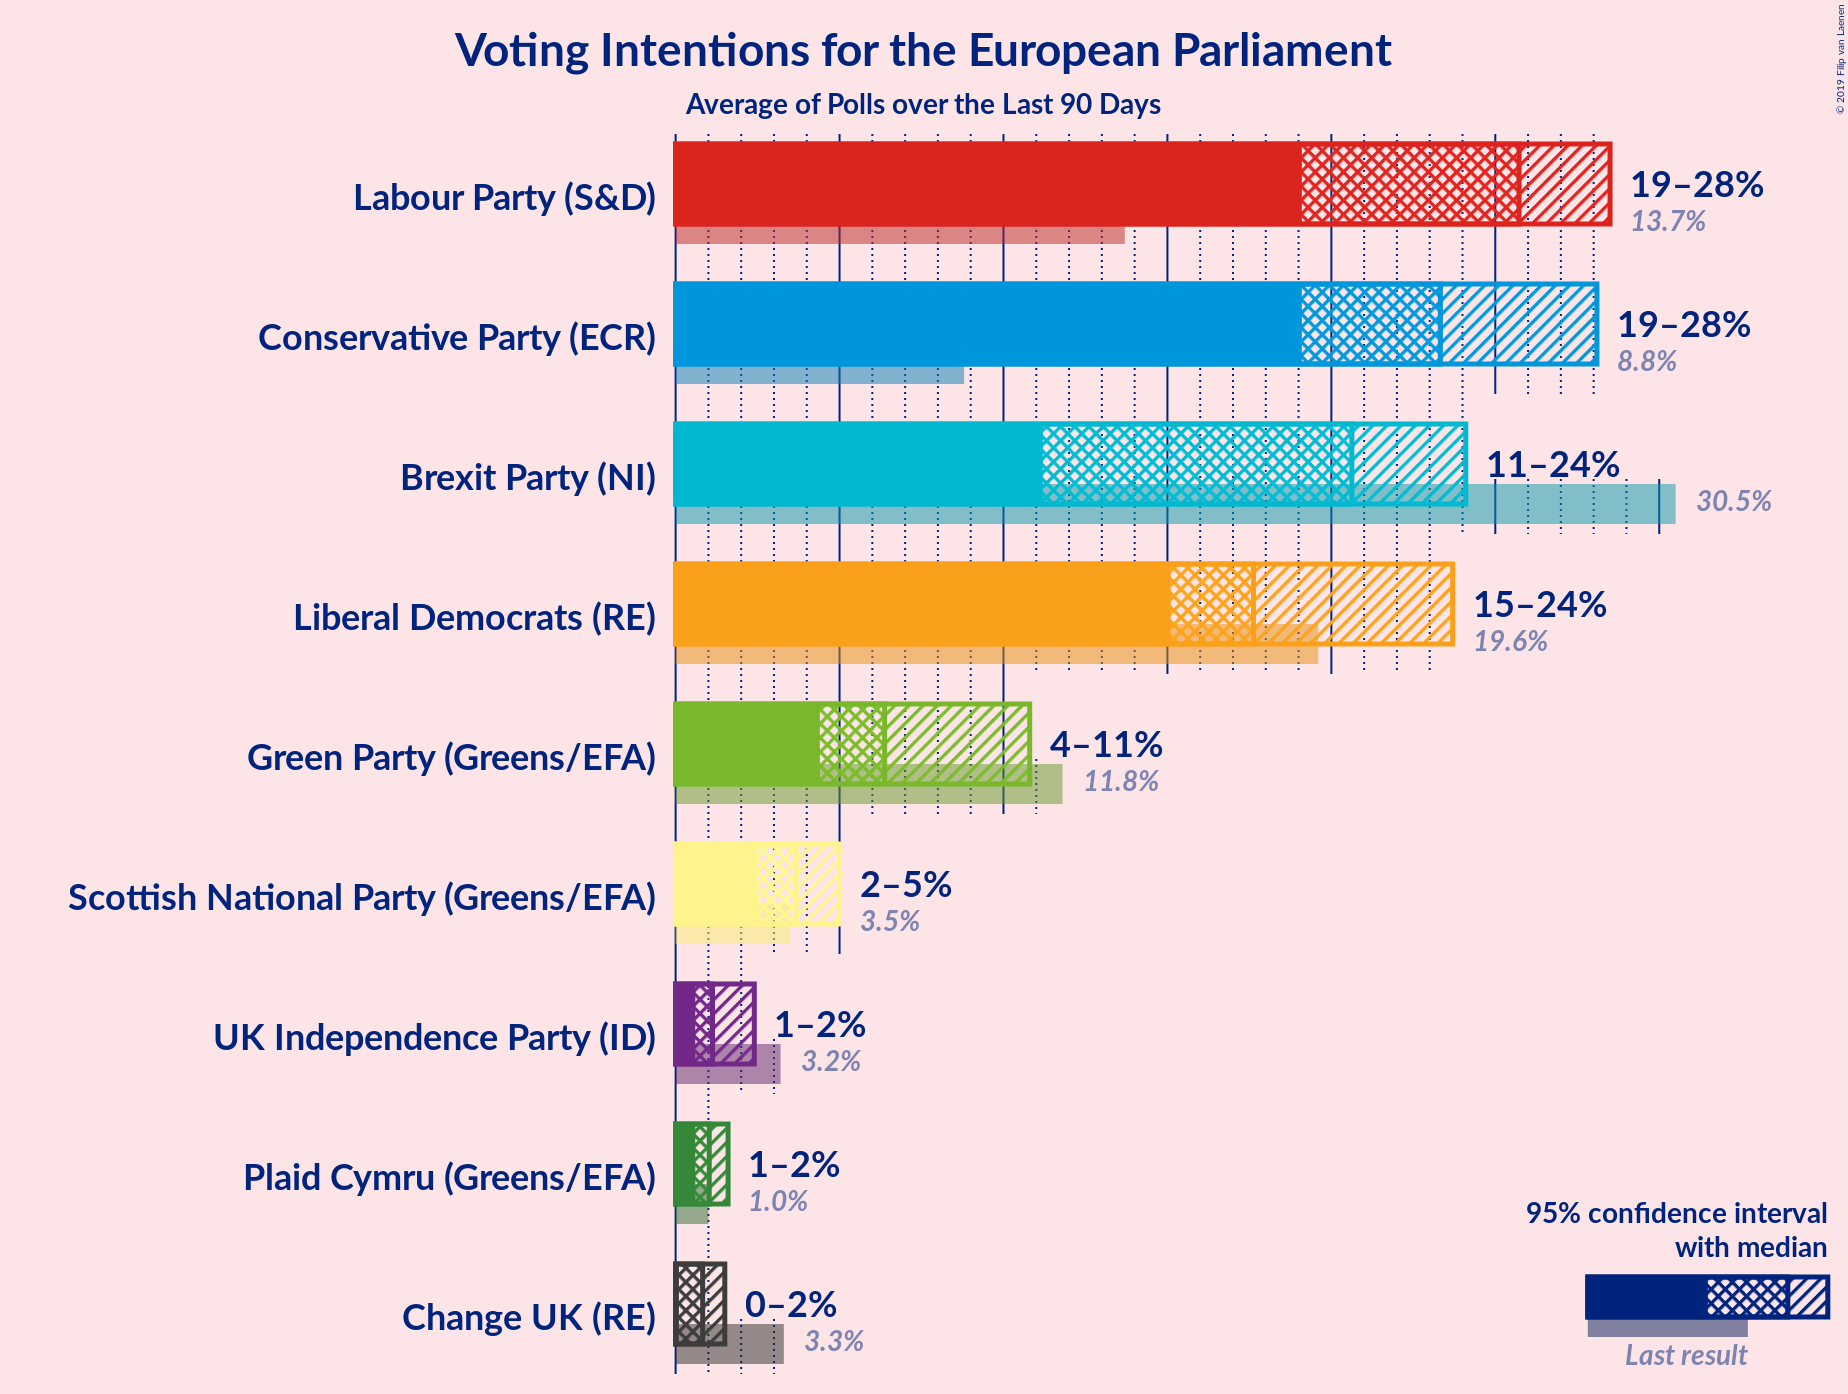 Voting Intentions for the European Parliament
Average of Polls over the Last 90 Days
© 2019 Filip van Laenen
Labour Party (S&D)
19–28%
13.7%
Conservative Party (ECR)
19–28%
8.8%
Brexit Party (NI)
11–24%
30.5%
Liberal Democrats (RE)
15–24%
19.6%
Green Party (Greens/EFA)
4–11%
11.8%
Scottish National Party (Greens/EFA)
2–5%
3.5%
UK Independence Party (ID)
1–2%
3.2%
Plaid Cymru (Greens/EFA)
1–2%
1.0%
Change UK (RE)
0–2%
3.3%
95% confidence interval
with median
Last result